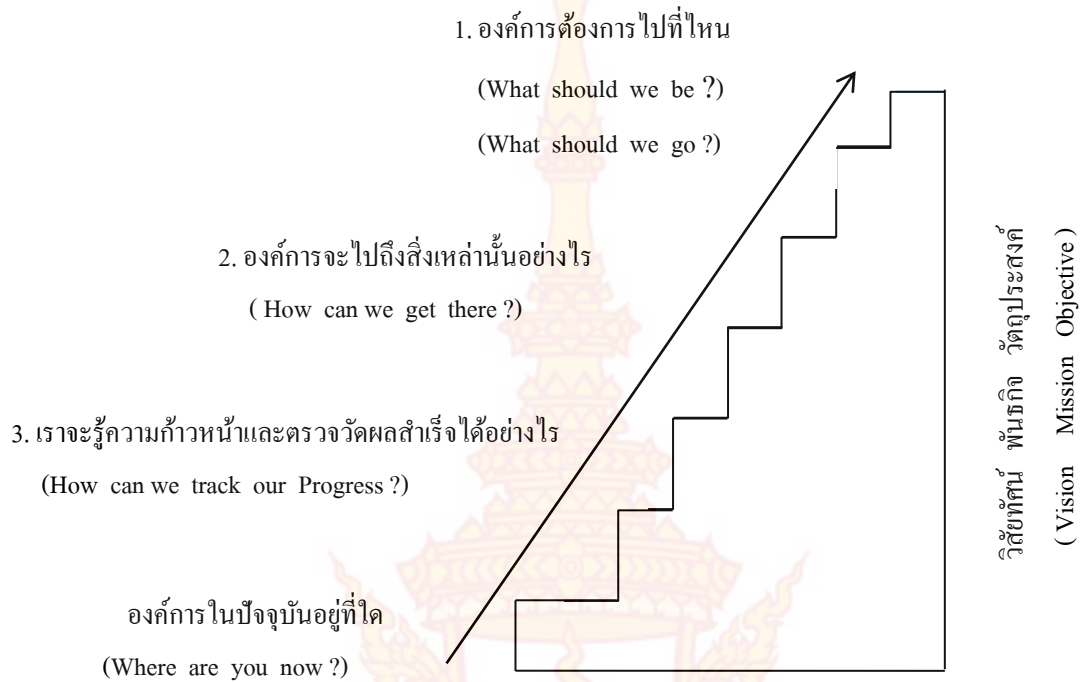 1. องค์การต้องการไปที่ไหน
(What should we be ?)
(What should we go ?)
2. องค์การจะไปถึงสิ่งเหล่านั้นอย่างไร
( How can we get there ?)
3. เราจะรู้ความก้าวหน้าและตรวจวัดผลสำเร็จได้อย่างไร
(How can we track our Progress ?)
องค์การในปัจจุบันอยู่ที่ใด
(Where are you now ?)
วิสัยทัศน์ พันธกิจ วัตถุประสงค์
( Vision Mission Objective )